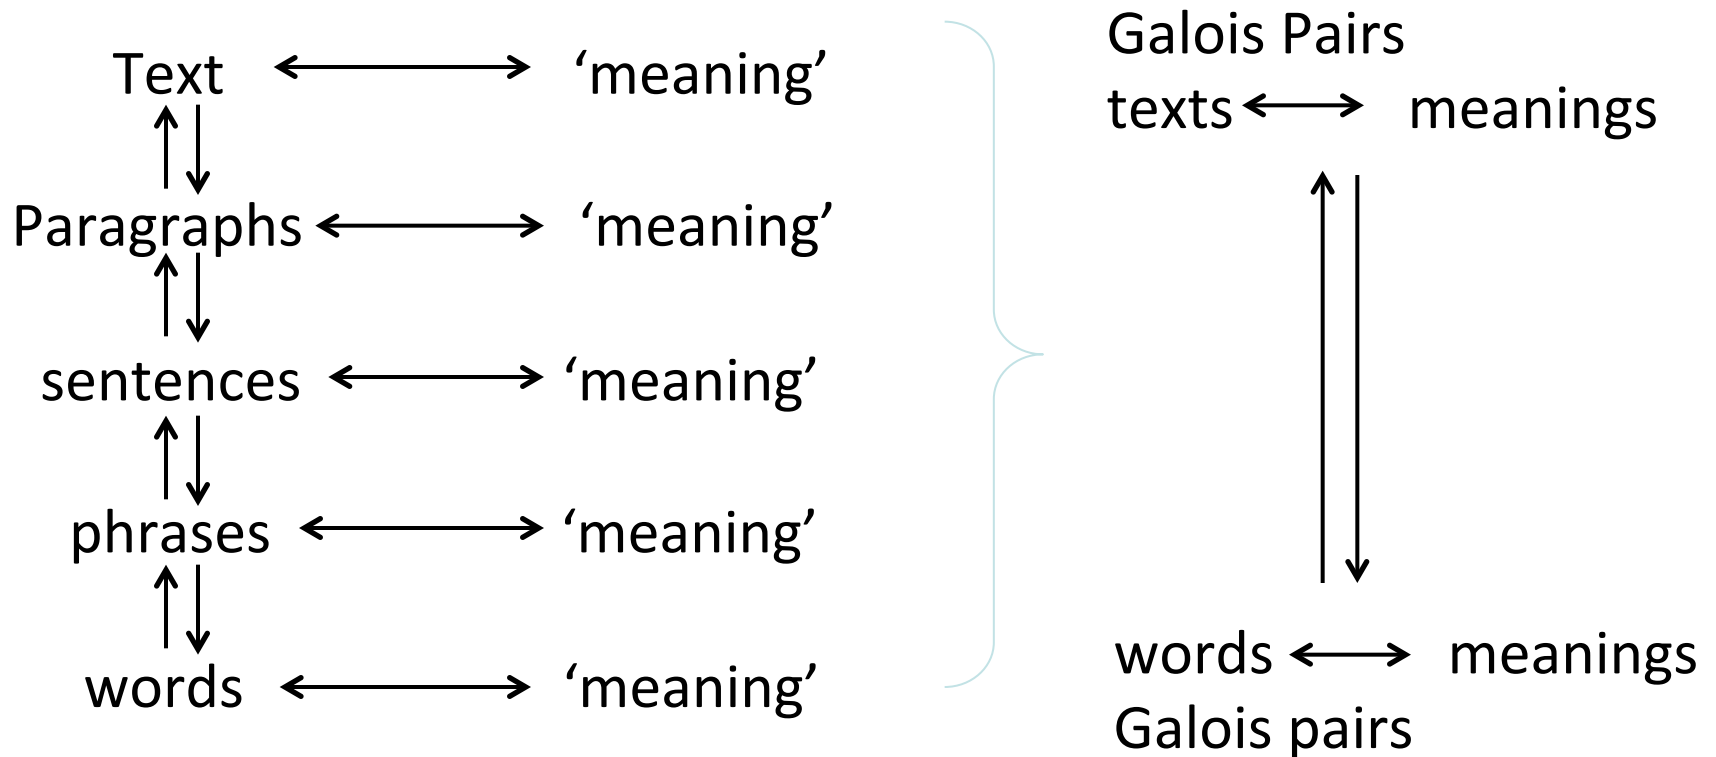 Text ‘meaning’
Paragraphs ‘meaning’
sentences ‘meaning’
phrases ‘meaning’
words ‘meaning’
Galois Pairs
texts meanings
words meanings
Galois pairs